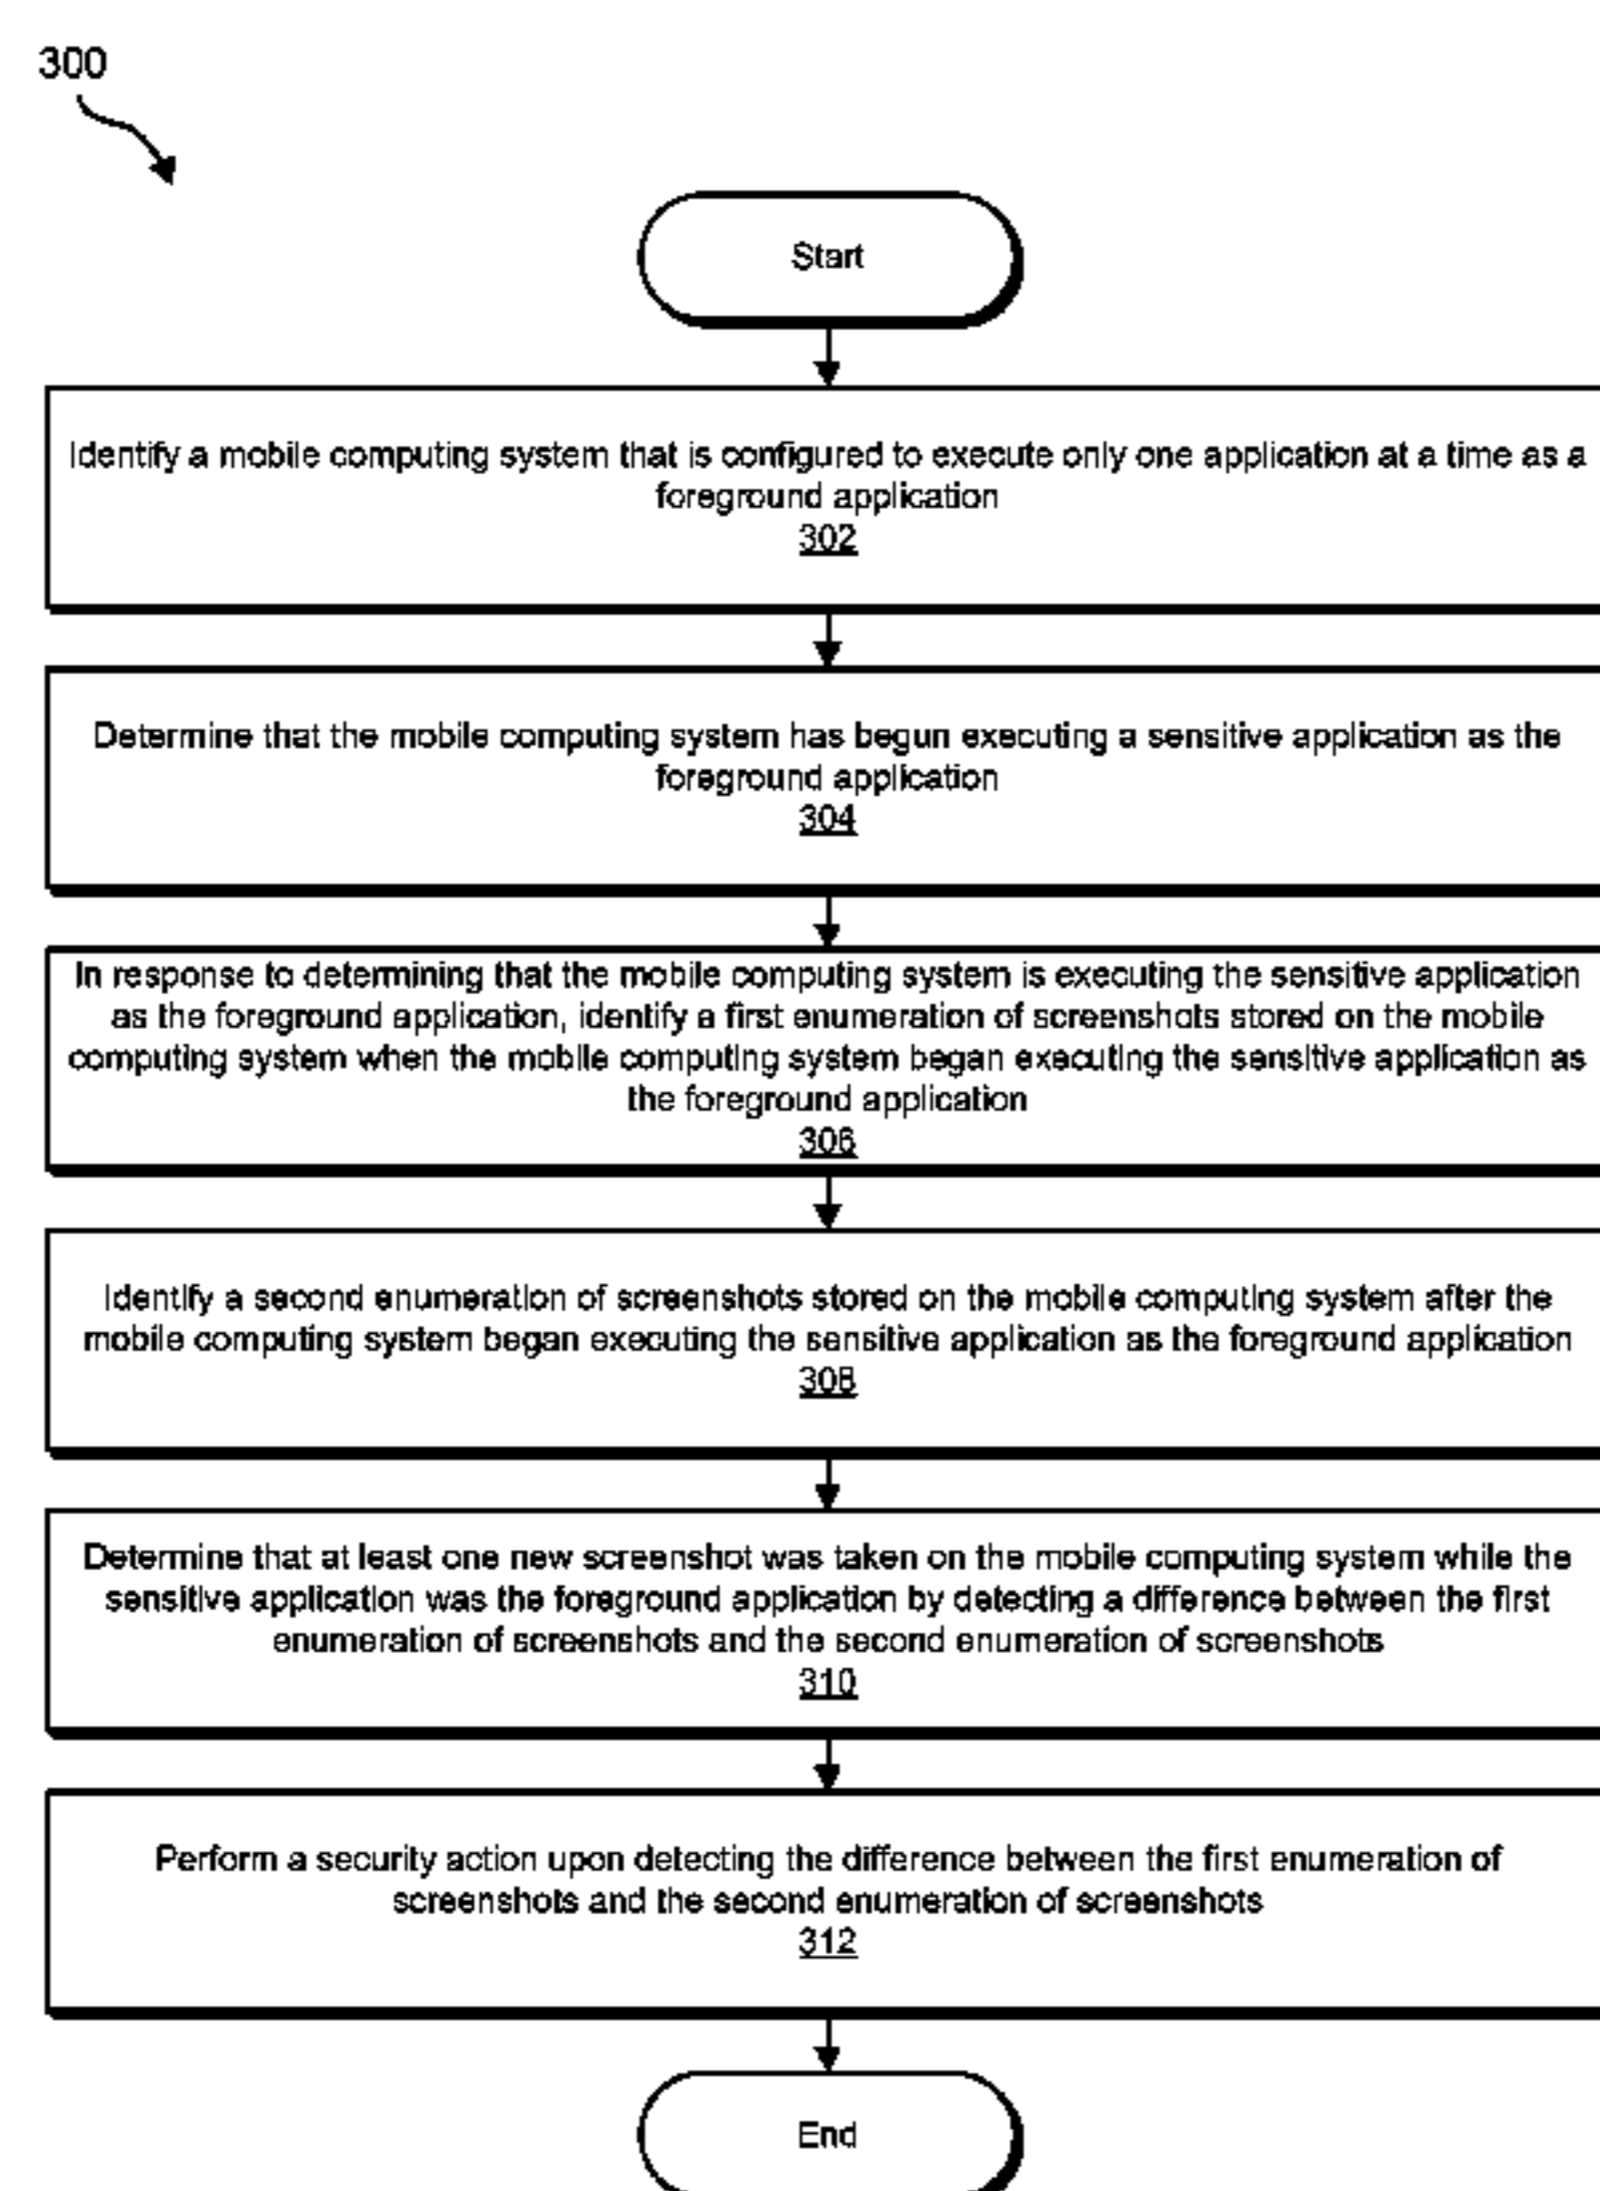 300
Start
Identify a mobile computing system that is configured to execute only one application at a time as a
foreground application
302
Determine that the mobile computing system has begun executing a sensitive application as the
foreground application
304
In response to determining that the mobile computing system is executing the sensitive application
as the foreground application, identify a first enumeration of screenshots stored on the mobile
computing system when the mobile computing system began executing the sensitive application as
the foreground application
306
Identify a second enumeration of screenshots stored on the mobile computing system after the
mobile computing system began executing the sensitive application as the foreground application
308
Determine that at least one new screenshot was taken on the mobile computing system while the
sensitive application was the foreground application by detecting a difference between the first
enumeration of screenshots and the second enumeration of screenshots
310
Perform a security action upon detecting the difference between the first enumeration of
screenshots and the second enumeration of screenshots
312
End